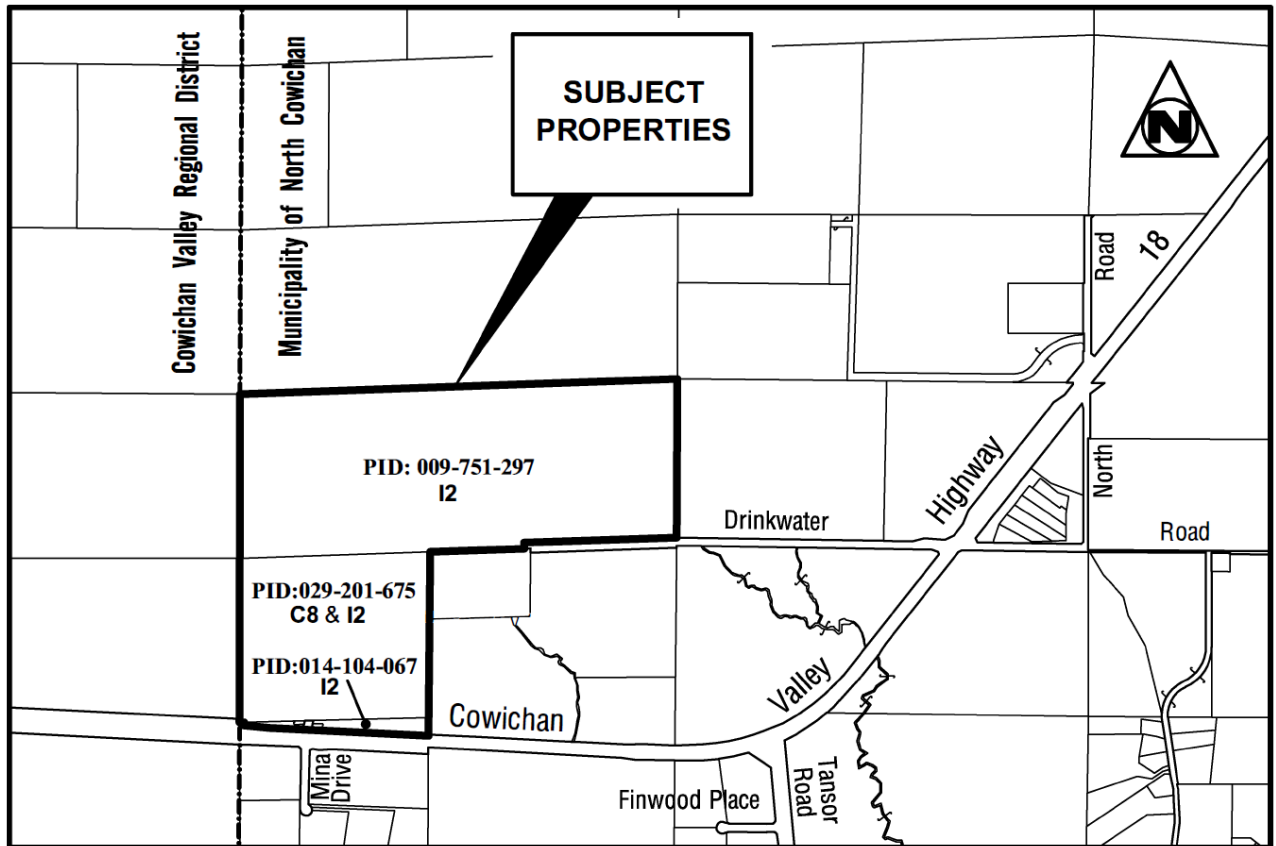 Cowichan Valley Regional District
Municipality of North Cowichan
SUBJECT
PROPERTIES
N
Road
18
PID: 009-751-297
I2
Highway
North
Drinkwater
Road
PID:029-201-675
C8 & I2
PID:014-104-067
I2
Valley
Cowichan
Mina
Drive
Finwood Place
Tansor
Road